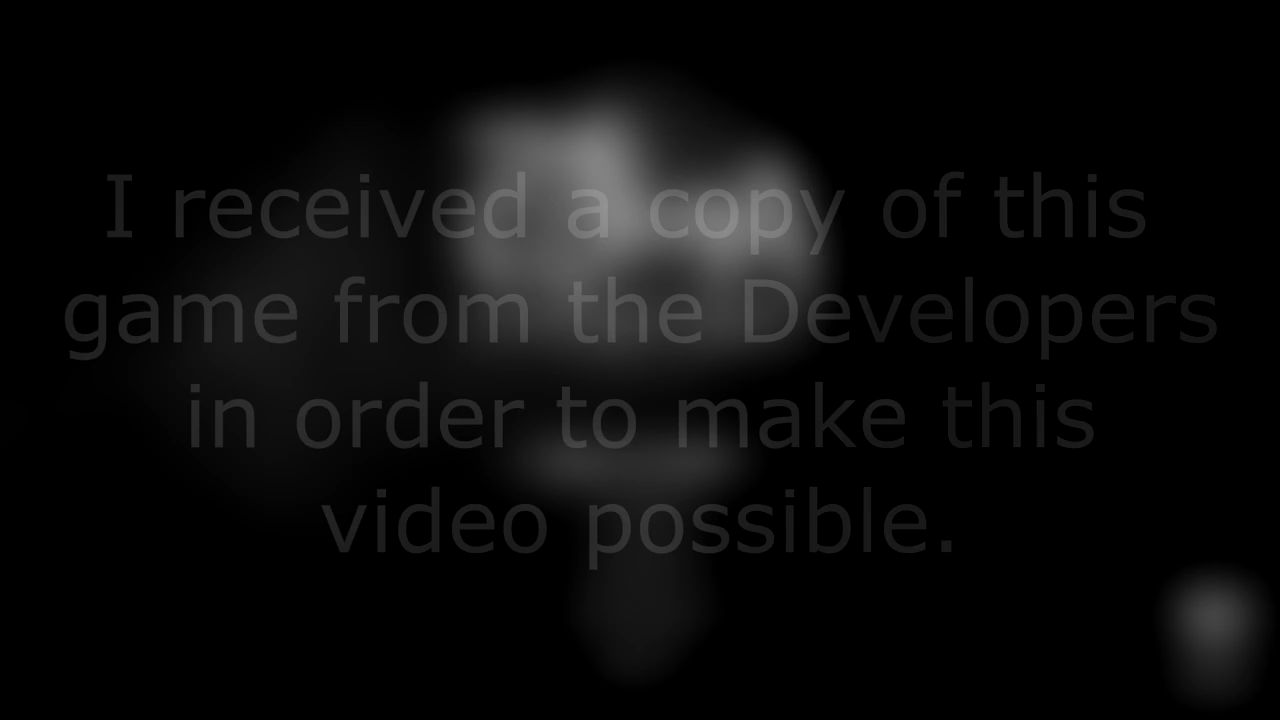 I received a copy of this
game from the Developers
in order to make this
video possible.